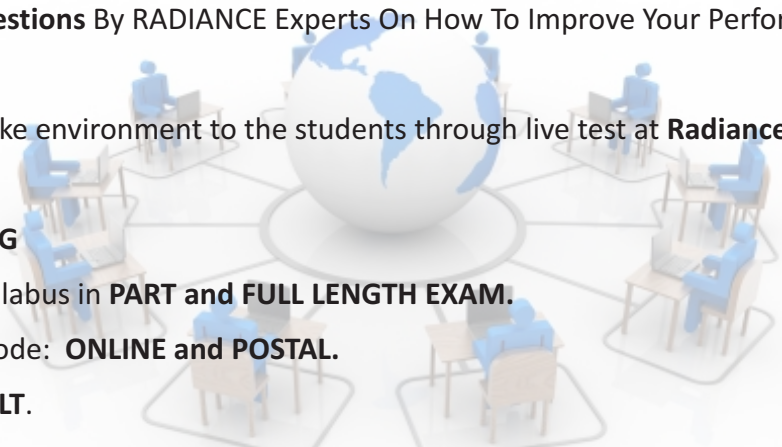 estions By RADIANCE Experts On How To Improve Your Perfor
ke environment to the students through live test at Radiance
G
labus in PART and FULL LENGTH EXAM.
ode: ONLINE and POSTAL.
LT.